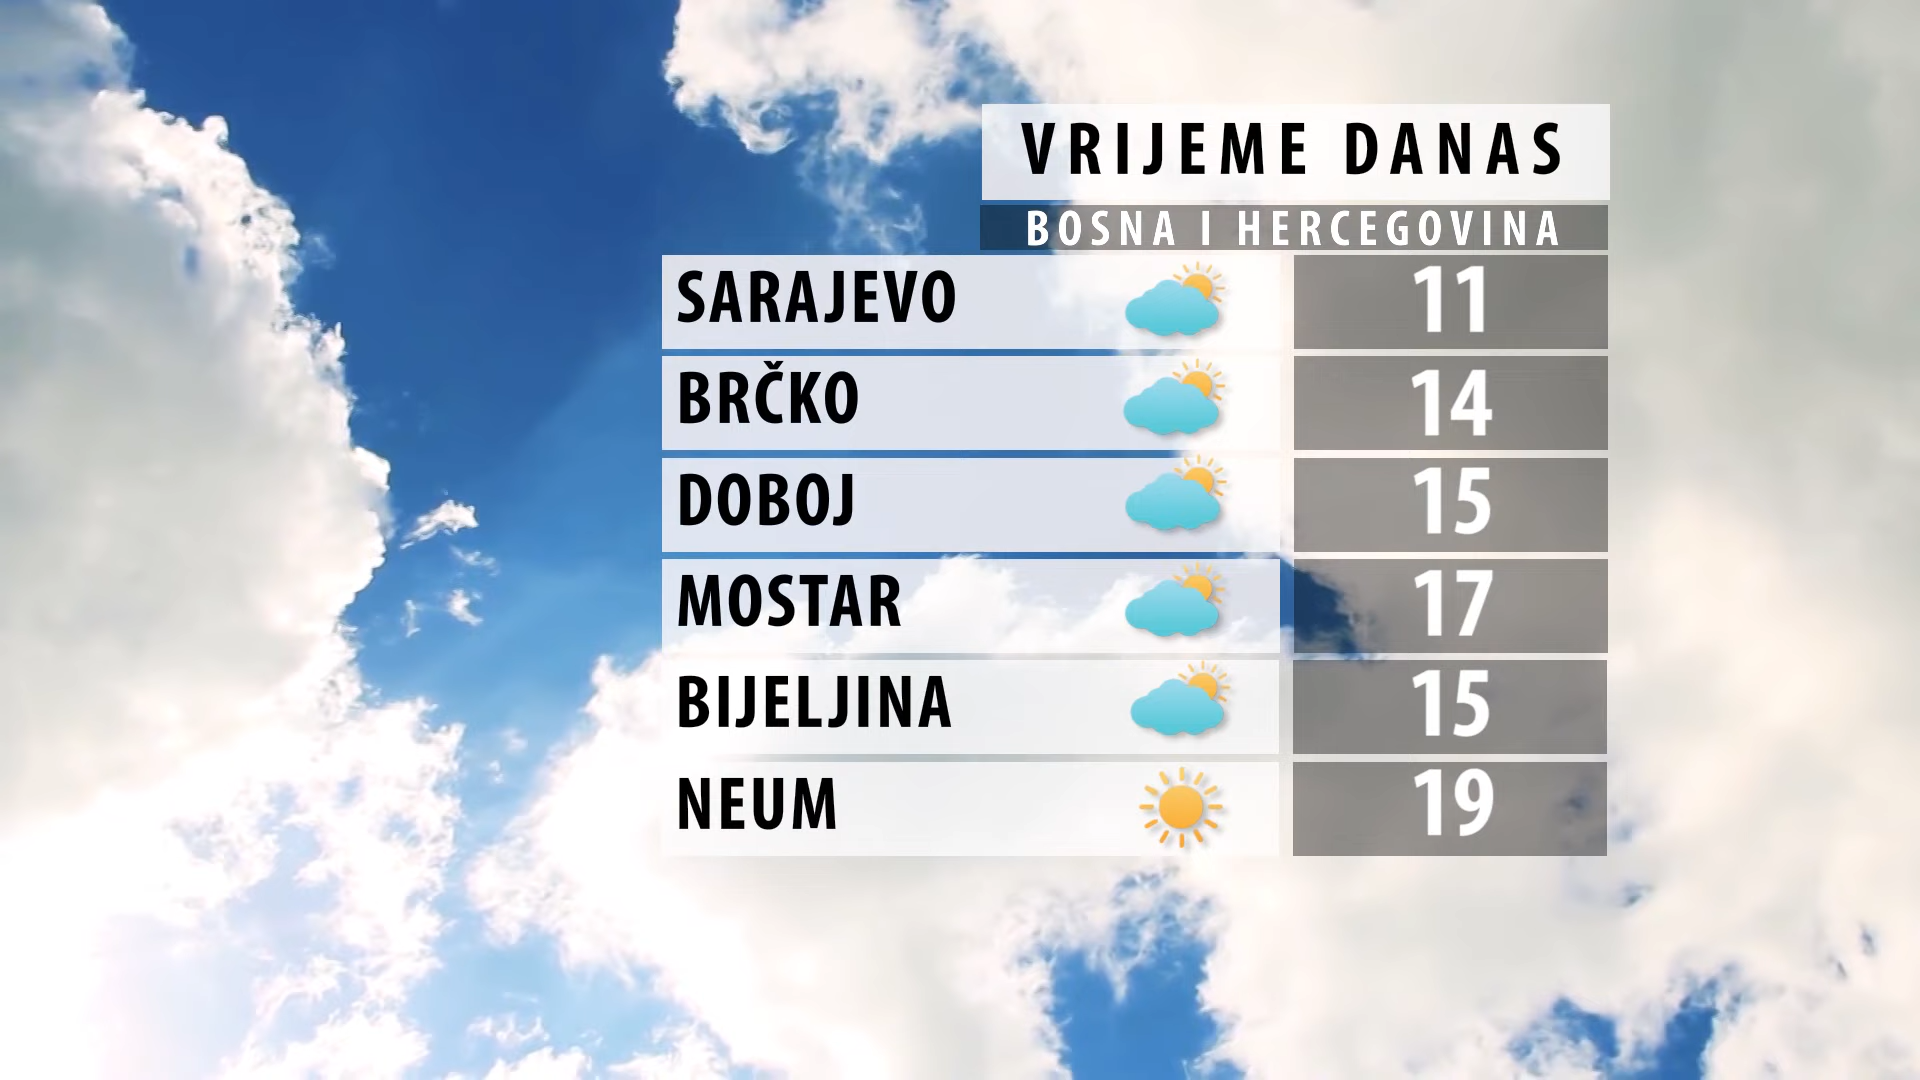 VRIJEME DANAS
BOSNA I HERCEGOVINA
SARAJEVO 11
BRČKO 14
DOBOJ 15
MOSTAR 17
BIJELJINA 15
NEUM 19